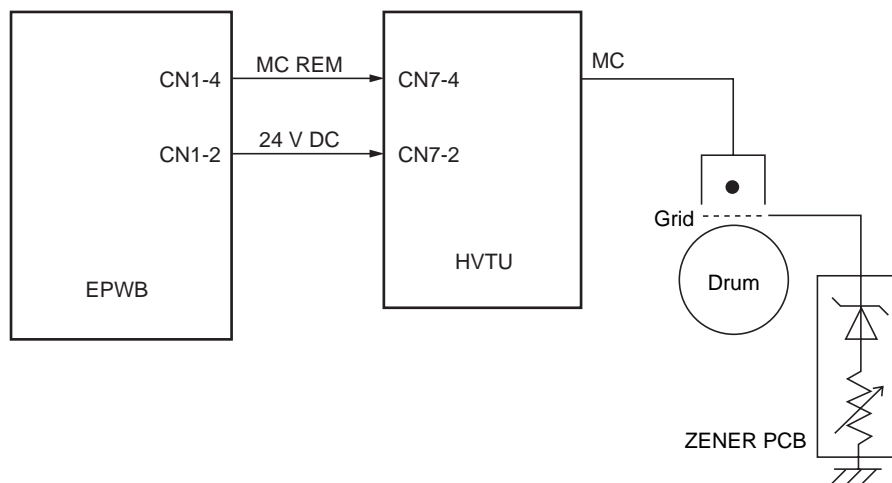 CN1-4
MC REM
CN7-4
MC
CN1-2
24 V DC
CN7-2
Grid
EPWB
HVTU
Drum
ZENER PCB